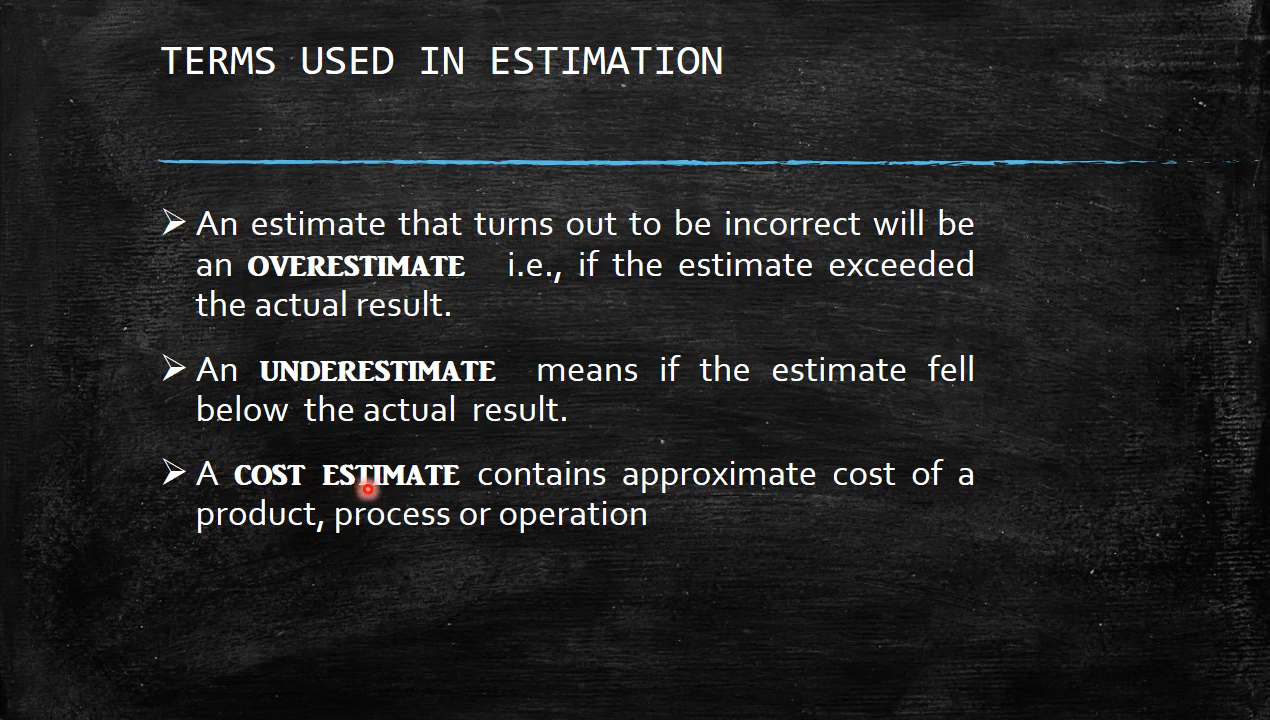 TERMS USED IN ESTIMATION
An estimate that turns out to be incorrect will be
an OVERESTIMATE i.e., if the estimate exceeded
the actual result.
An UNDERESTIMATE means if the estimate fell
below the actual result.
A COST ESTIMATE contains approximate cost of a
product, process or operation